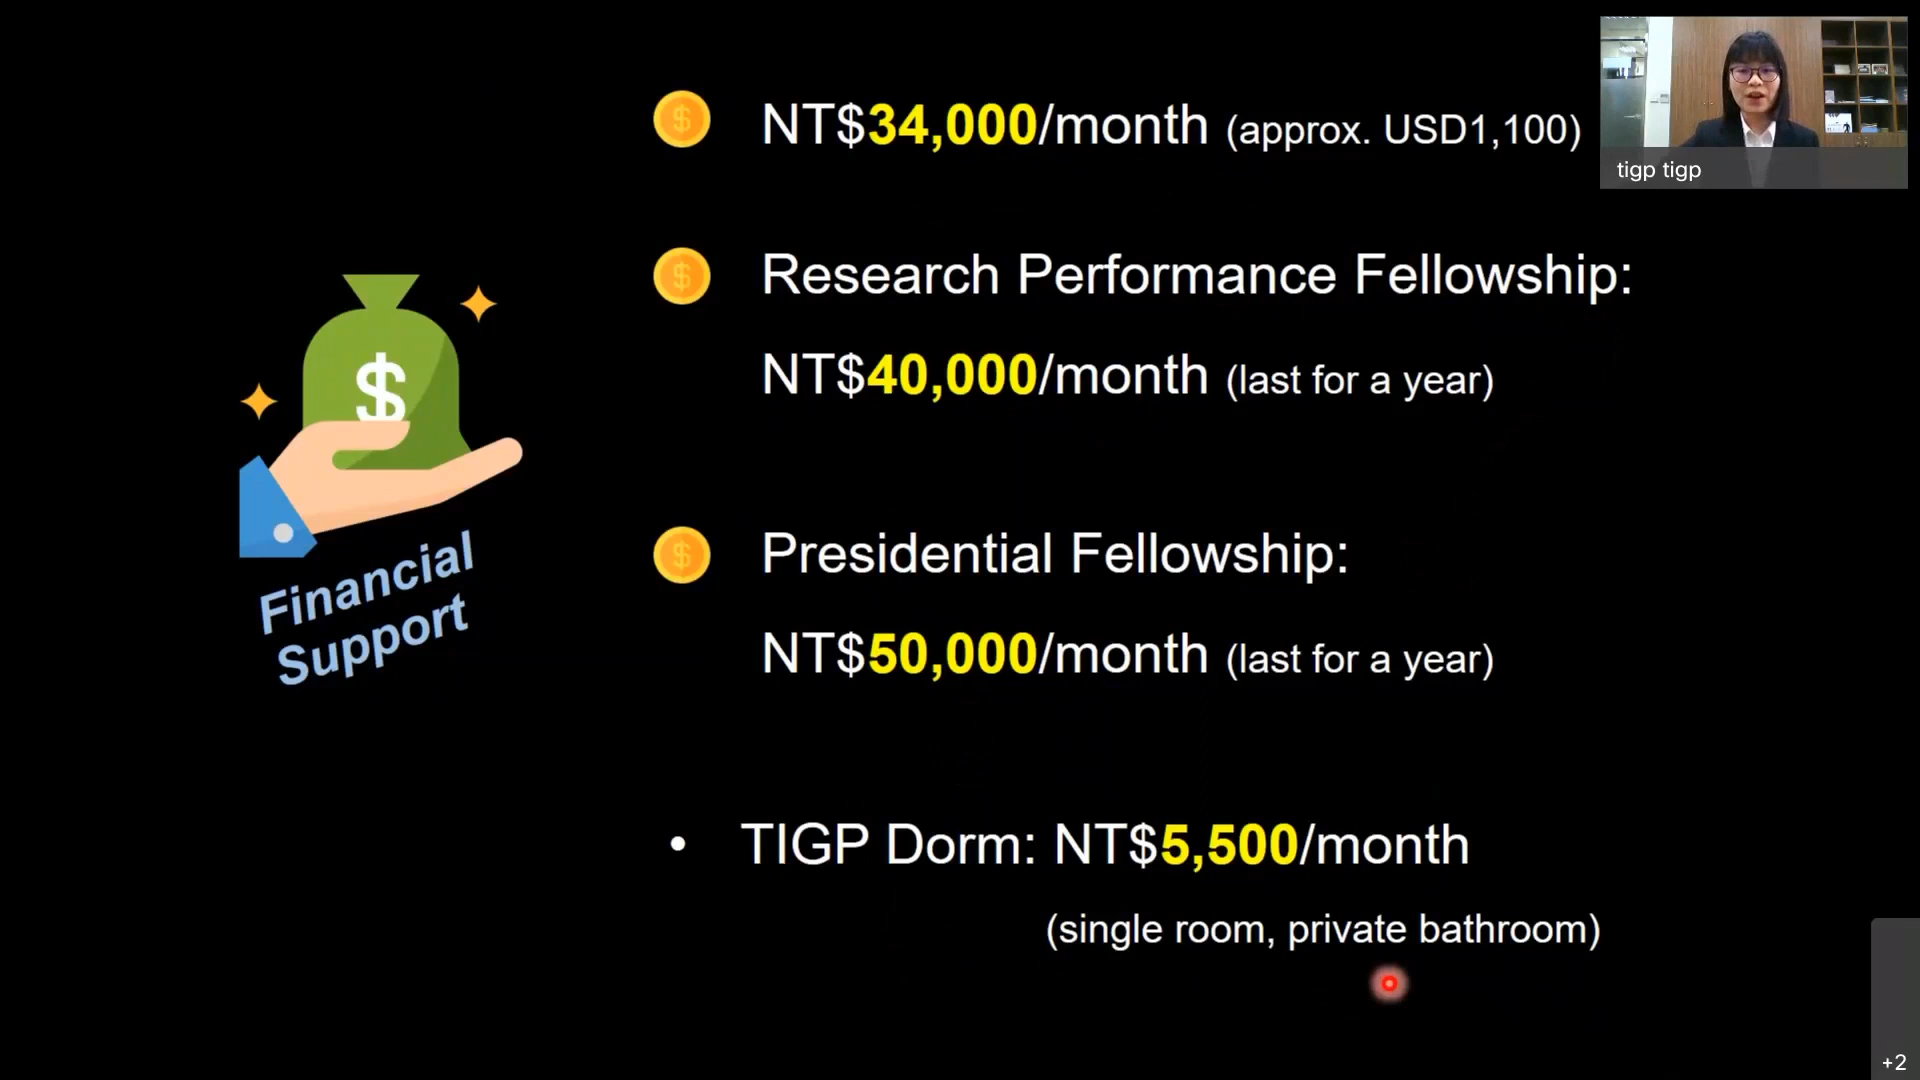 NT$34,000/month (approx. USD1,100)
tigp tigp
Research Performance Fellowship:
NT$40,000/month (last for a year)
$
Financial
Support
Presidential Fellowship:
NT$50,000/month (last for a year)
• TIGP Dorm: NT$5,500/month
(single room, private bathroom)
+2